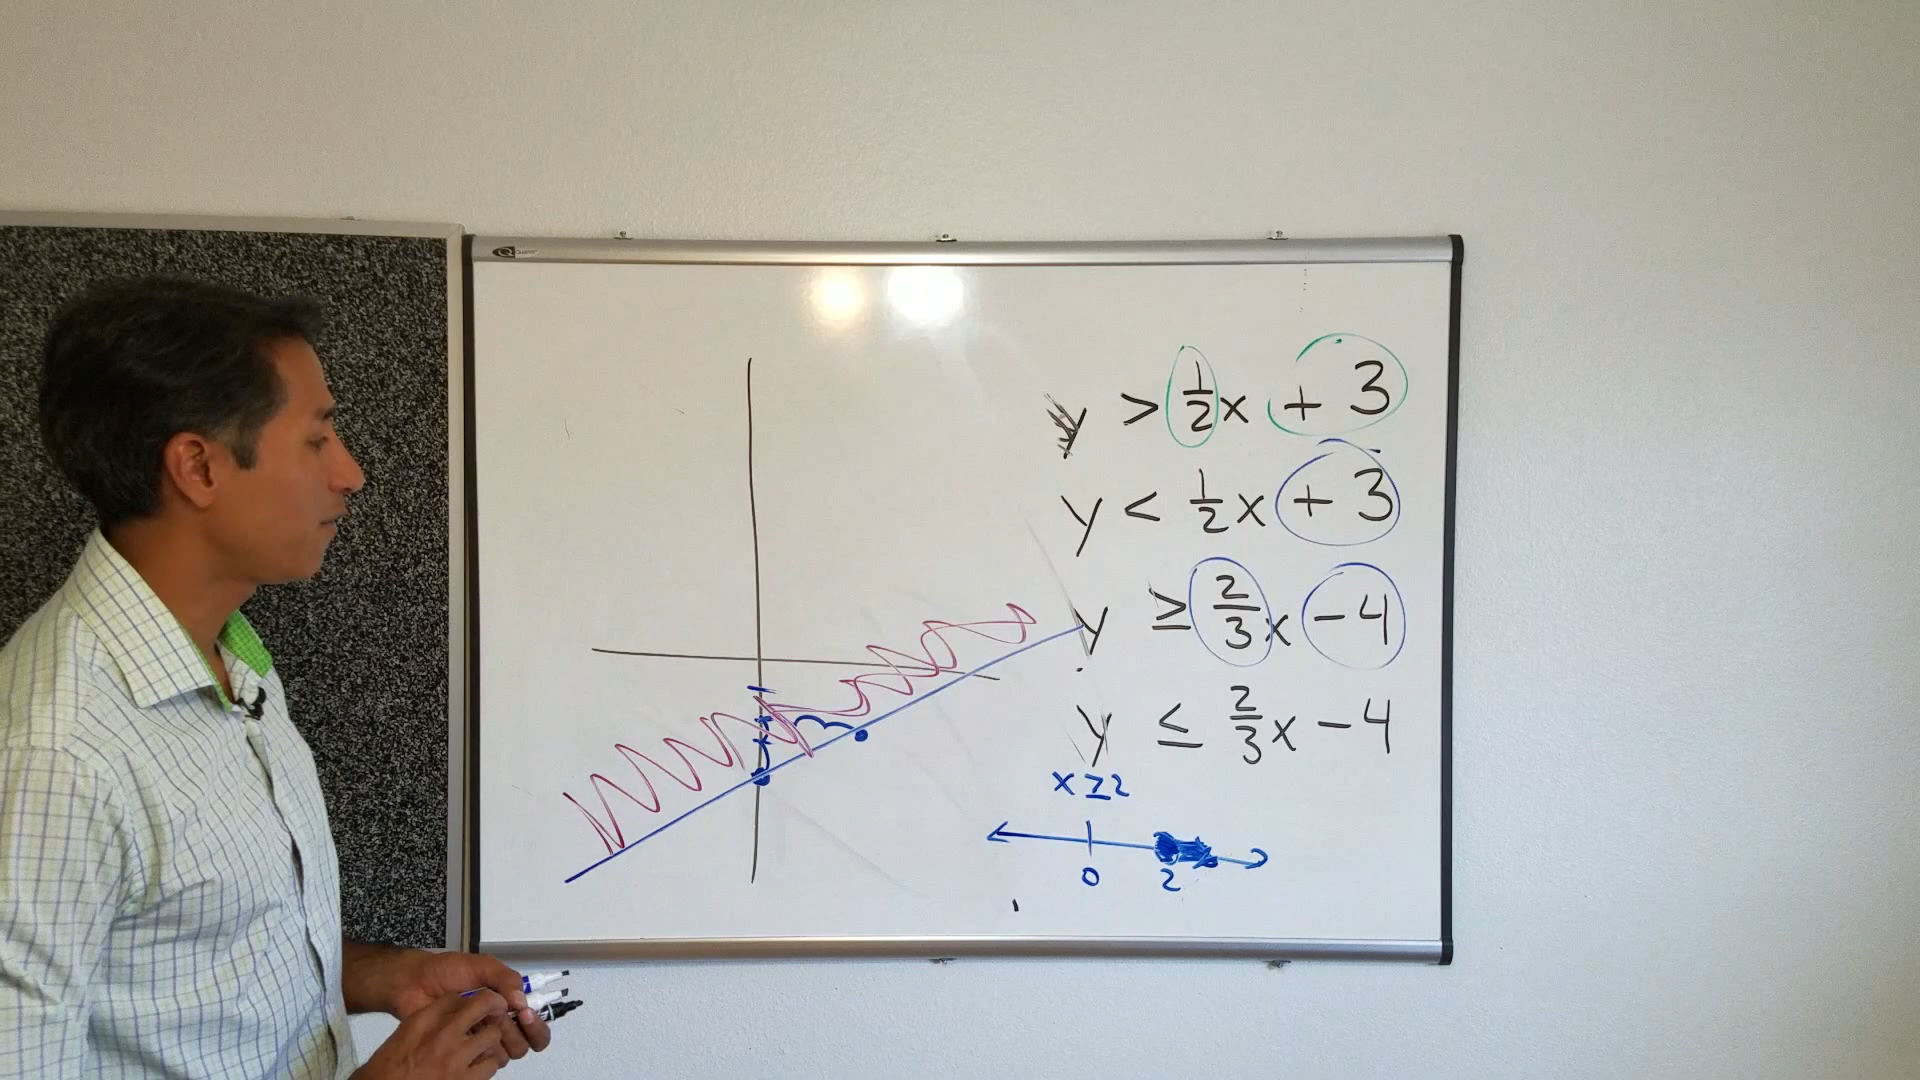 y > 1/2 x + 3
y < 1/2 x + 3
y ≥ 2/3 x - 4
y ≤ 2/3 x - 4
x ≥ 2
0 2